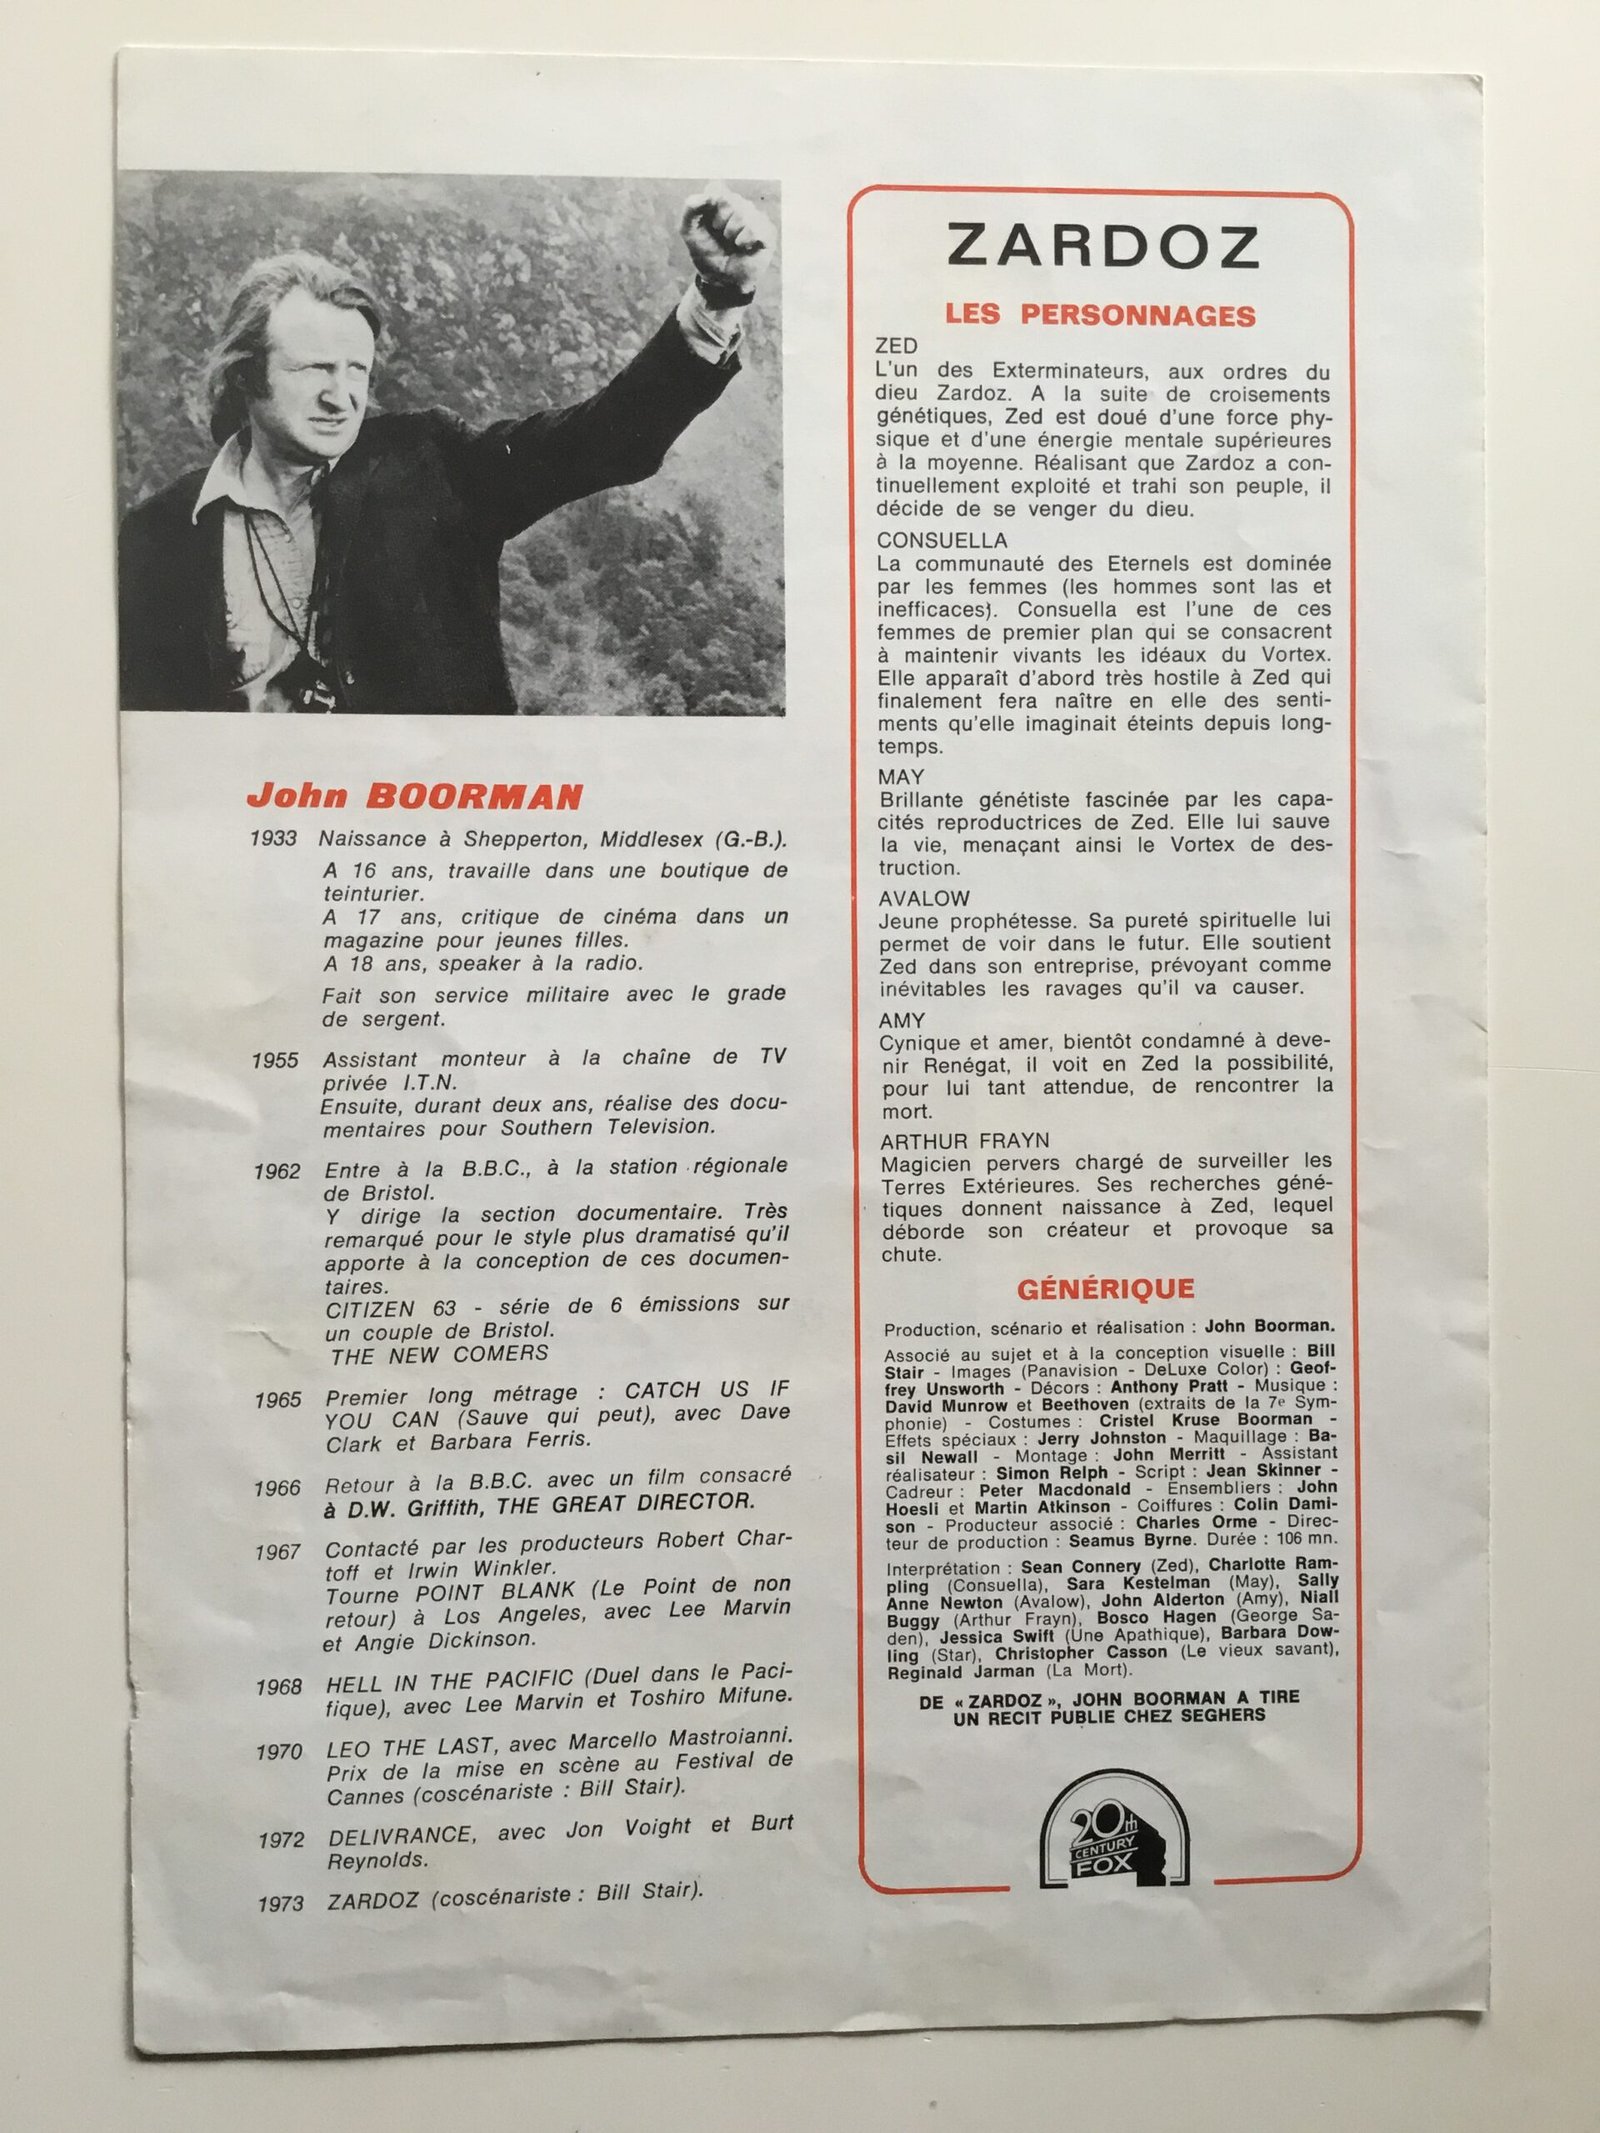 John BOORMAN
1933 Naissance à Shepperton, Middlesex (G.-B.).
A 16 ans, travaille dans une boutique de
teinturier.
A 17 ans, critique de cinéma dans un
magazine pour jeunes filles.
A 18 ans, speaker à la radio.
Fait son service militaire avec le grade
de sergent.
1955 Assistant monteur à la chaîne de TV
privée I.T.N.
Ensuite, durant deux ans, réalise des docu-
mentaires pour Southern Television.
1962 Entre à la B.B.C., à la station régionale
de Bristol.
Y dirige la section documentaire. Très
remarqué pour le style plus dramatisé qu'il
apporte à la conception de ces documen-
taires.
CITIZEN 63 - série de 6 émissions sur
un couple de Bristol.
THE NEW COMERS
1965 Premier long métrage : CATCH US IF
YOU CAN (Sauve qui peut), avec Dave
Clark et Barbara Ferris.
1966 Retour à la B.B.C. avec un film consacré
à D.W. Griffith, THE GREAT DIRECTOR.
1967 Contacté par les producteurs Robert Char-
toff et Irwin Winkler.
Tourne POINT BLANK (Le Point de non
retour) à Los Angeles, avec Lee Marvin
et Angie Dickinson.
1968 HELL IN THE PACIFIC (Duel dans le Paci-
fique), avec Lee Marvin et Toshiro Mifune.
1970 LEO THE LAST, avec Marcello Mastroianni.
Prix de la mise en scène au Festival de
Cannes (coscénariste : Bill Stair).
1972 DELIVRANCE, avec Jon Voight et Burt
Reynolds.
1973 ZARDOZ (coscénariste : Bill Stair).
ZARDOZ
LES PERSONNAGES
ZED
L'un des Exterminateurs, aux ordres du
dieu Zardoz. A la suite de croisements
génétiques, Zed est doué d'une force phy-
sique et d'une énergie mentale supérieures
à la moyenne. Réalisant que Zardoz a con-
tinuellement exploité et trahi son peuple, il
décide de se venger du dieu.
CONSUELLA
La communauté des Eternels est dominée
par les femmes (les hommes sont las et
inefficaces). Consuella est l'une de ces
femmes de premier plan qui se consacrent
à maintenir vivants les idéaux du Vortex.
Elle apparaît d'abord très hostile à Zed qui
finalement fera naître en elle des senti-
ments qu'elle imaginait éteints depuis long-
temps.
MAY
Brillante génétiste fascinée par les capa-
cités reproductrices de Zed. Elle lui sauve
la vie, menaçant ainsi le Vortex de des-
truction.
AVALOW
Jeune prophétesse. Sa pureté spirituelle lui
permet de voir dans le futur. Elle soutient
Zed dans son entreprise, prévoyant comme
inévitables les ravages qu'il va causer.
AMY
Cynique et amer, bientôt condamné à deve-
nir Renégat, il voit en Zed la possibilité,
pour lui tant attendue, de rencontrer la
mort.
ARTHUR FRAYN
Magicien pervers chargé de surveiller les
Terres Extérieures. Ses recherches géné-
tiques donnent naissance à Zed, lequel
déborde son créateur et provoque sa
chute.
GÉNÉRIQUE
Production, scénario et réalisation : John Boorman.
Associé au sujet et à la conception visuelle : Bill
Stair - Images (Panavision - DeLuxe Color) : Geof-
frey Unsworth - Décors : Anthony Pratt - Musique :
David Munrow et Beethoven (extraits de la 7e Sym-
phonie) - Costumes : Cristel Kruse Boorman -
Effets spéciaux : Jerry Johnston - Maquillage : Ba-
sil Newall - Montage : John Merritt - Assistant
réalisateur : Simon Relph - Script : Jean Skinner -
Cadreur : Peter Macdonald - Ensembliers : John
Hoesli et Martin Atkinson - Coiffures : Colin Dami-
son - Producteur associé : Charles Orme - Direc-
teur de production : Seamus Byrne. Durée : 106 mn.
Interprétation : Sean Connery (Zed), Charlotte Ram-
pling (Consuella), Sara Kestelman (May), Sally
Anne Newton (Avalow), John Alderton (Amy), Niall
Buggy (Arthur Frayn), Bosco Hagen (George Sa-
den), Jessica Swift (Une Apathique), Barbara Dow-
ling (Star), Christopher Casson (Le vieux savant),
Reginald Jarman (La Mort).
DE « ZARDOZ », JOHN BOORMAN A TIRE
UN RECIT PUBLIE CHEZ SEGHERS
20th
CENTURY
FOX